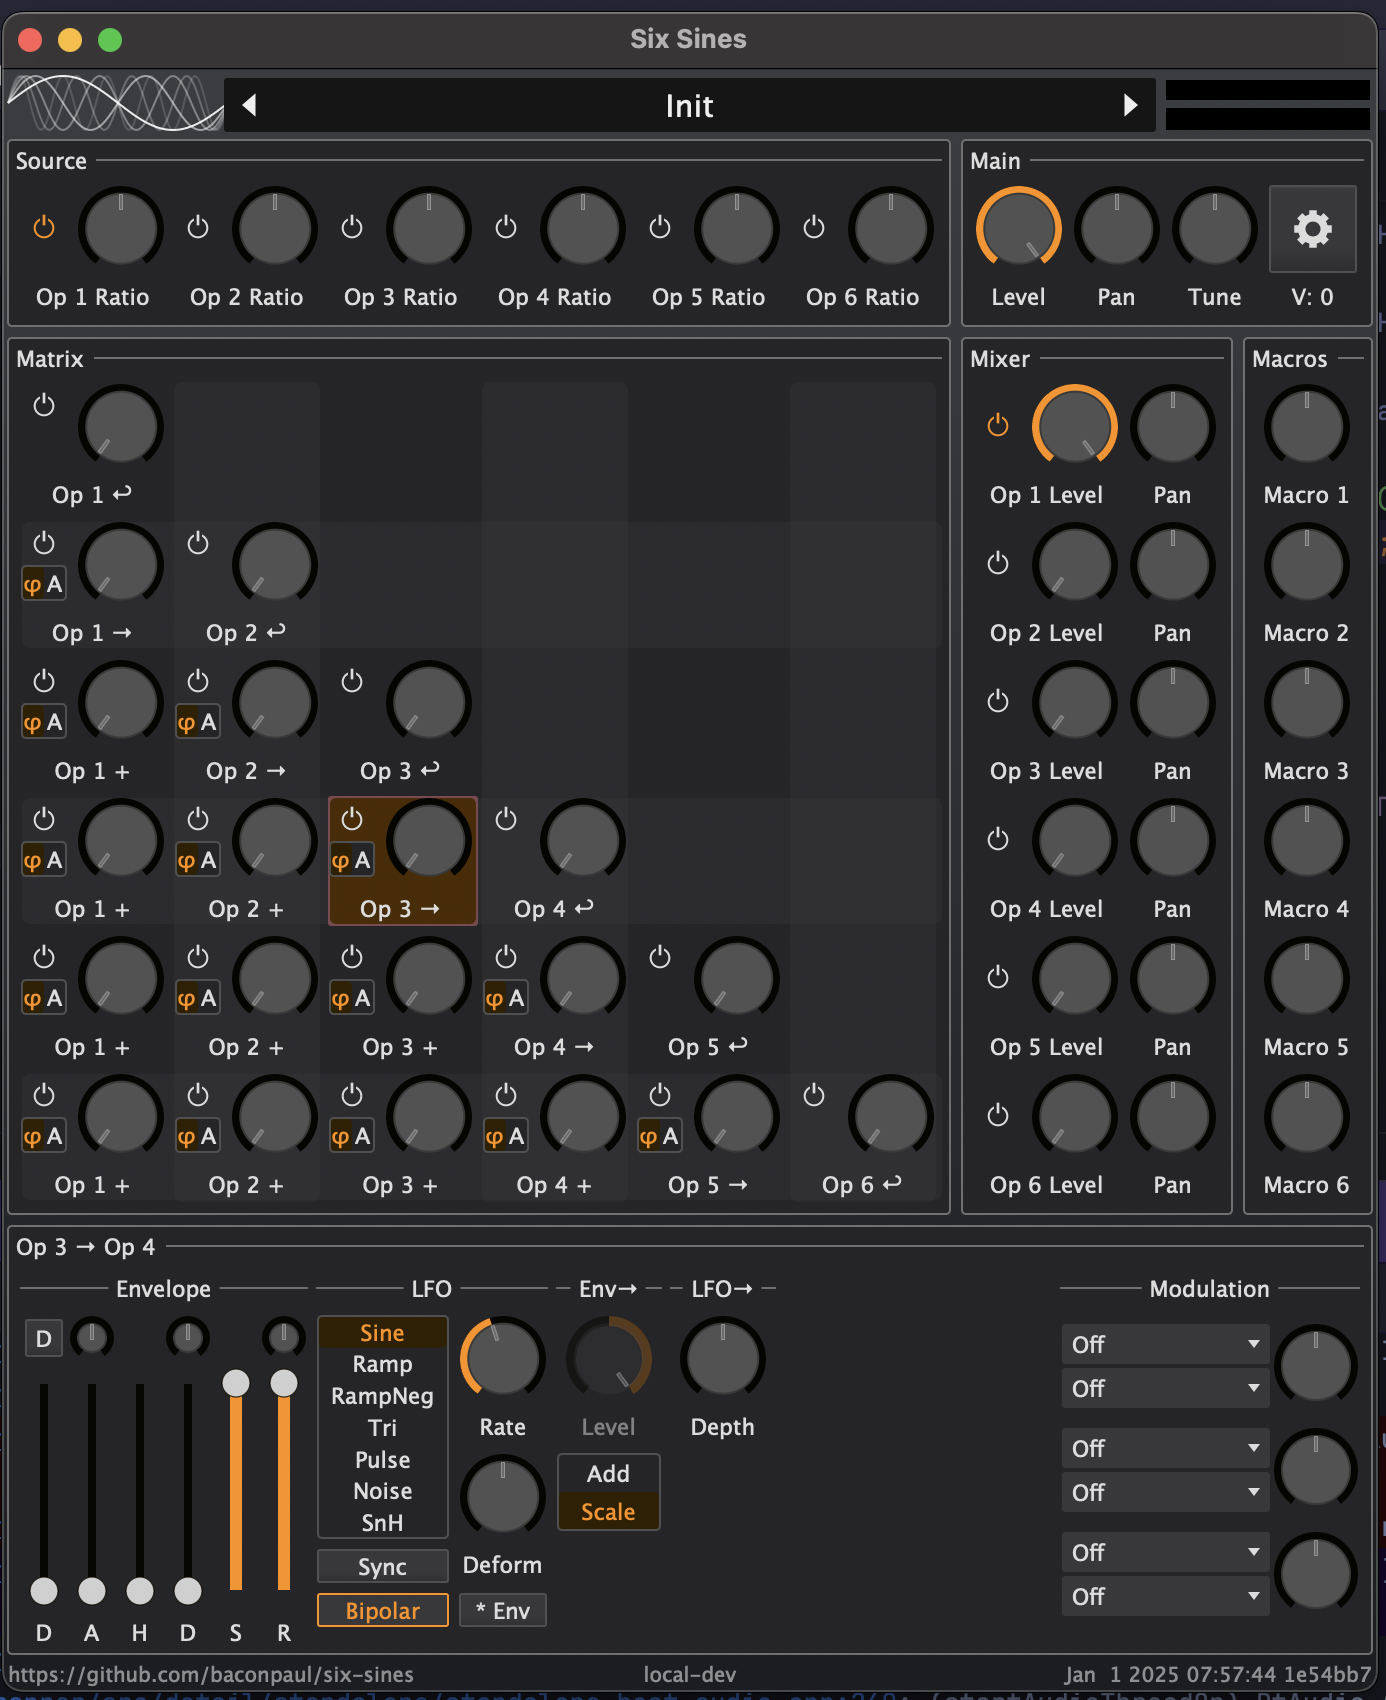 Six Sines
Init
Source
Op 1 Ratio Op 2 Ratio Op 3 Ratio Op 4 Ratio Op 5 Ratio Op 6 Ratio
Main
Level Pan Tune V: 0
Matrix
Op 1 ↩
φ A
Op 1 → Op 2 ↩
φ A φ A
Op 1 + Op 2 → Op 3 ↩
φ A φ A φ A
Op 1 + Op 2 + Op 3 → Op 4 ↩
φ A φ A φ A φ A
Op 1 + Op 2 + Op 3 + Op 4 → Op 5 ↩
φ A φ A φ A φ A φ A
Op 1 + Op 2 + Op 3 + Op 4 + Op 5 → Op 6 ↩
Mixer
Op 1 Level Pan
Op 2 Level Pan
Op 3 Level Pan
Op 4 Level Pan
Op 5 Level Pan
Op 6 Level Pan
Macros
Macro 1
Macro 2
Macro 3
Macro 4
Macro 5
Macro 6
Op 3 → Op 4
Envelope
D
D A H D S R
LFO
Sine
Ramp
RampNeg
Tri
Pulse
Noise
SnH
Sync
Bipolar
Rate
Deform
* Env
Env→
Level
Add
Scale
LFO→
Depth
Modulation
Off
Off
Off
Off
Off
Off
https://github.com/baconpaul/six-sines local-dev Jan 1 2025 07:57:44 1e54bb7